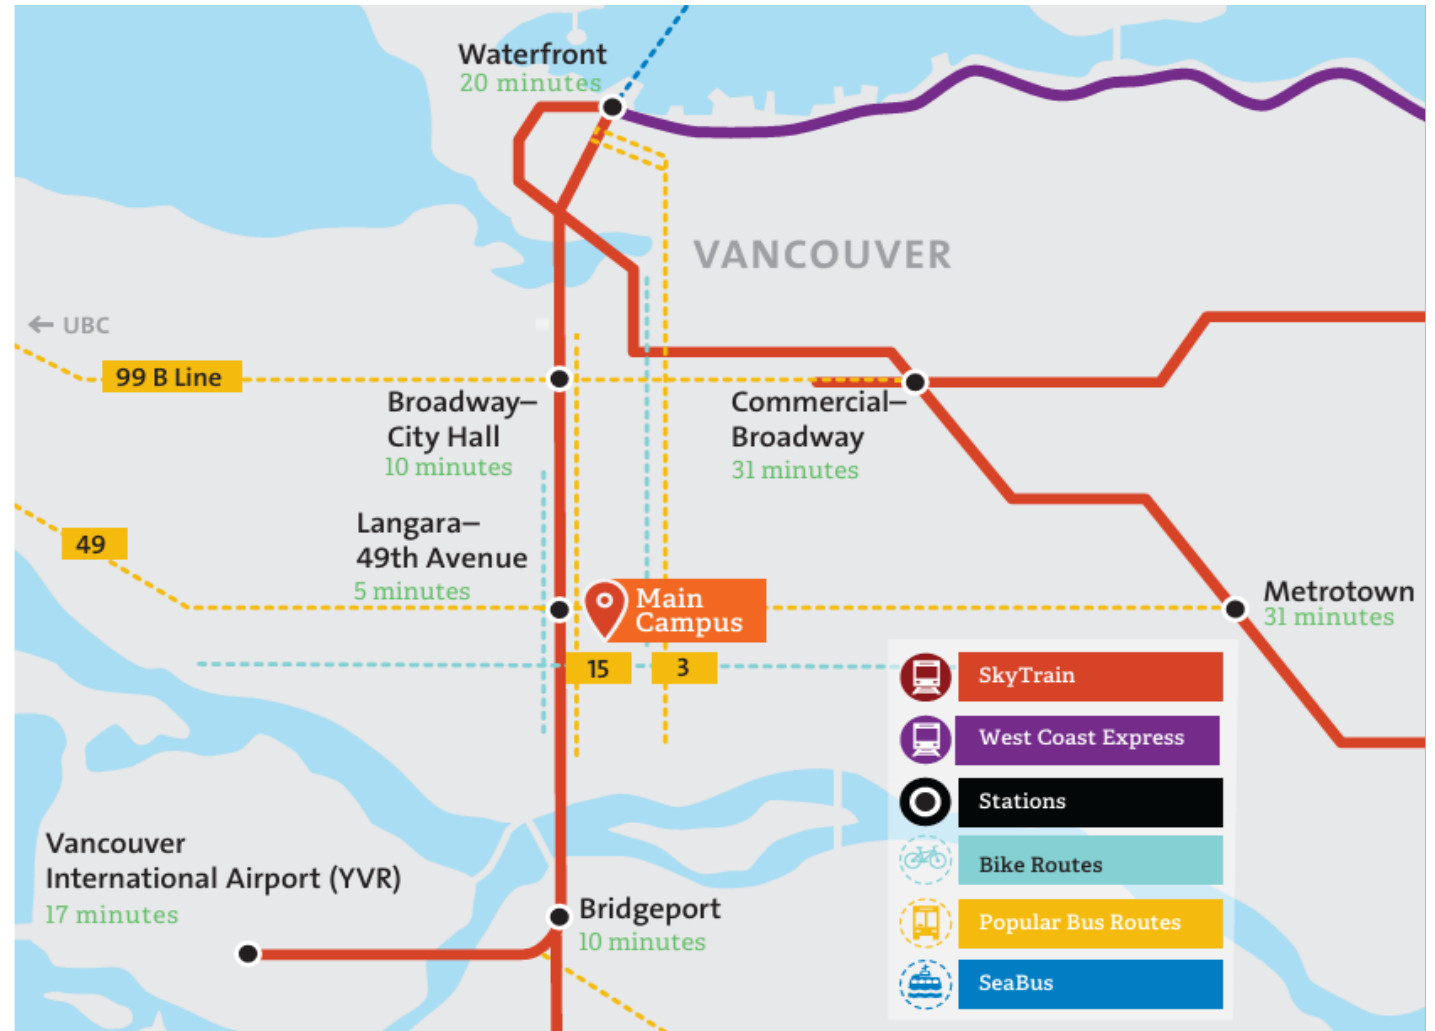 Waterfront
20 minutes
VANCOUVER
← UBC
99 B Line
Broadway–
City Hall
10 minutes
Commercial–
Broadway
31 minutes
Langara–
49th Avenue
5 minutes
49
Main
Campus
Metrotown
31 minutes
15
3
SkyTrain
West Coast Express
Stations
Bike Routes
Popular Bus Routes
SeaBus
Vancouver
International Airport (YVR)
17 minutes
Bridgeport
10 minutes